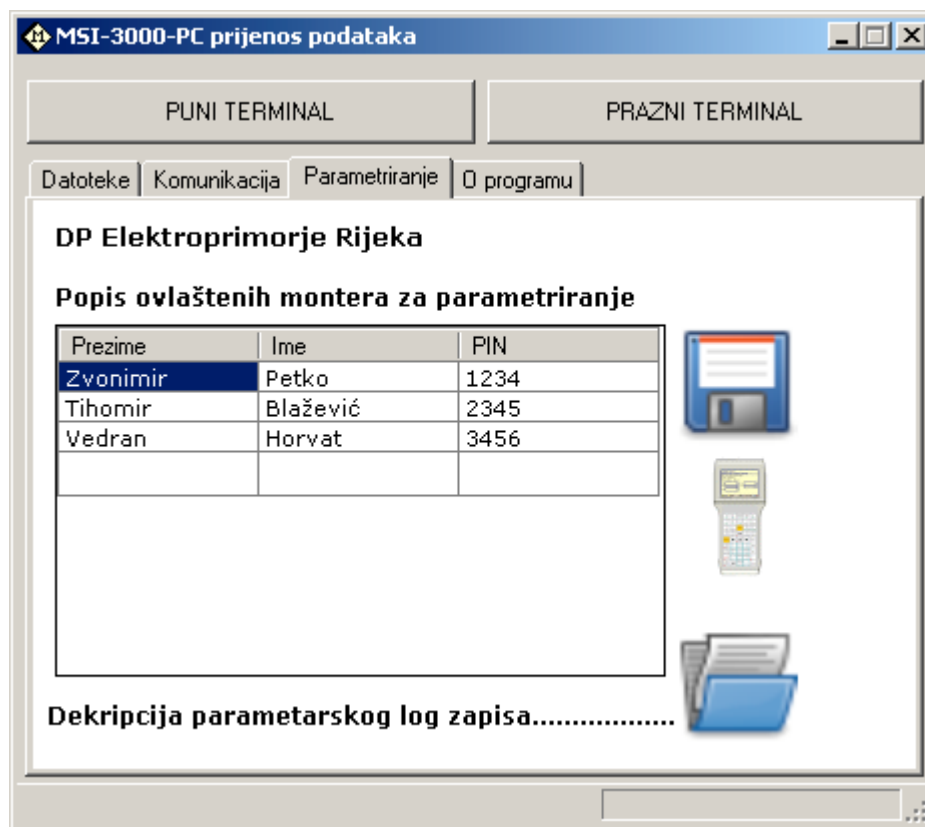 MSI-3000-PC prijenos podataka
PUNI TERMINAL PRAZNI TERMINAL
Datoteke Komunikacija Parametriranje O programu
DP Elektroprimorje Rijeka
Popis ovlaštenih montera za parametriranje
Prezime Ime PIN
Zvonimir Petko 1234
Tihomir Blažević 2345
Vedran Horvat 3456
Dekripcija parametarskog log zapisa..................